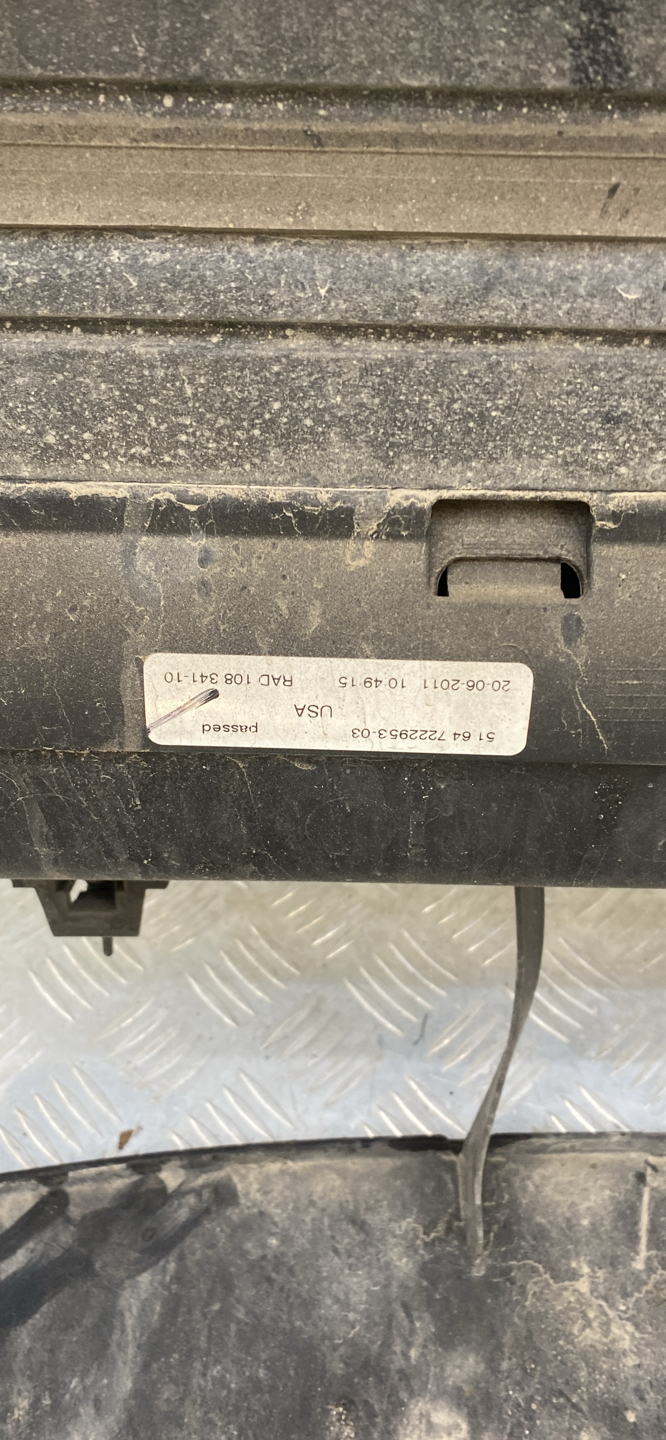 51 64 7222953-03 passed
USA
20-06-2011 10:49:15 RAD 108 341-10